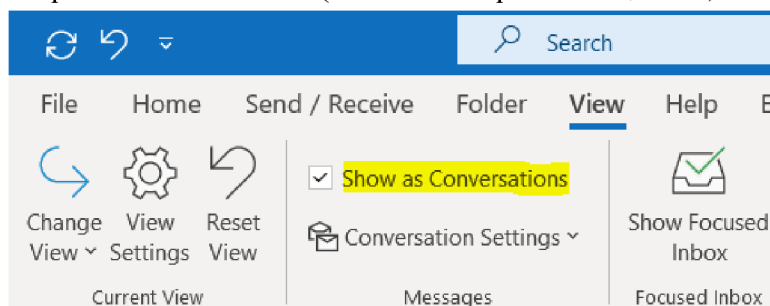 Search
File Home Send / Receive Folder View Help
Change View Reset Show as Conversations Show Focused
View Settings View Conversation Settings Inbox
Current View Messages Focused Inbox